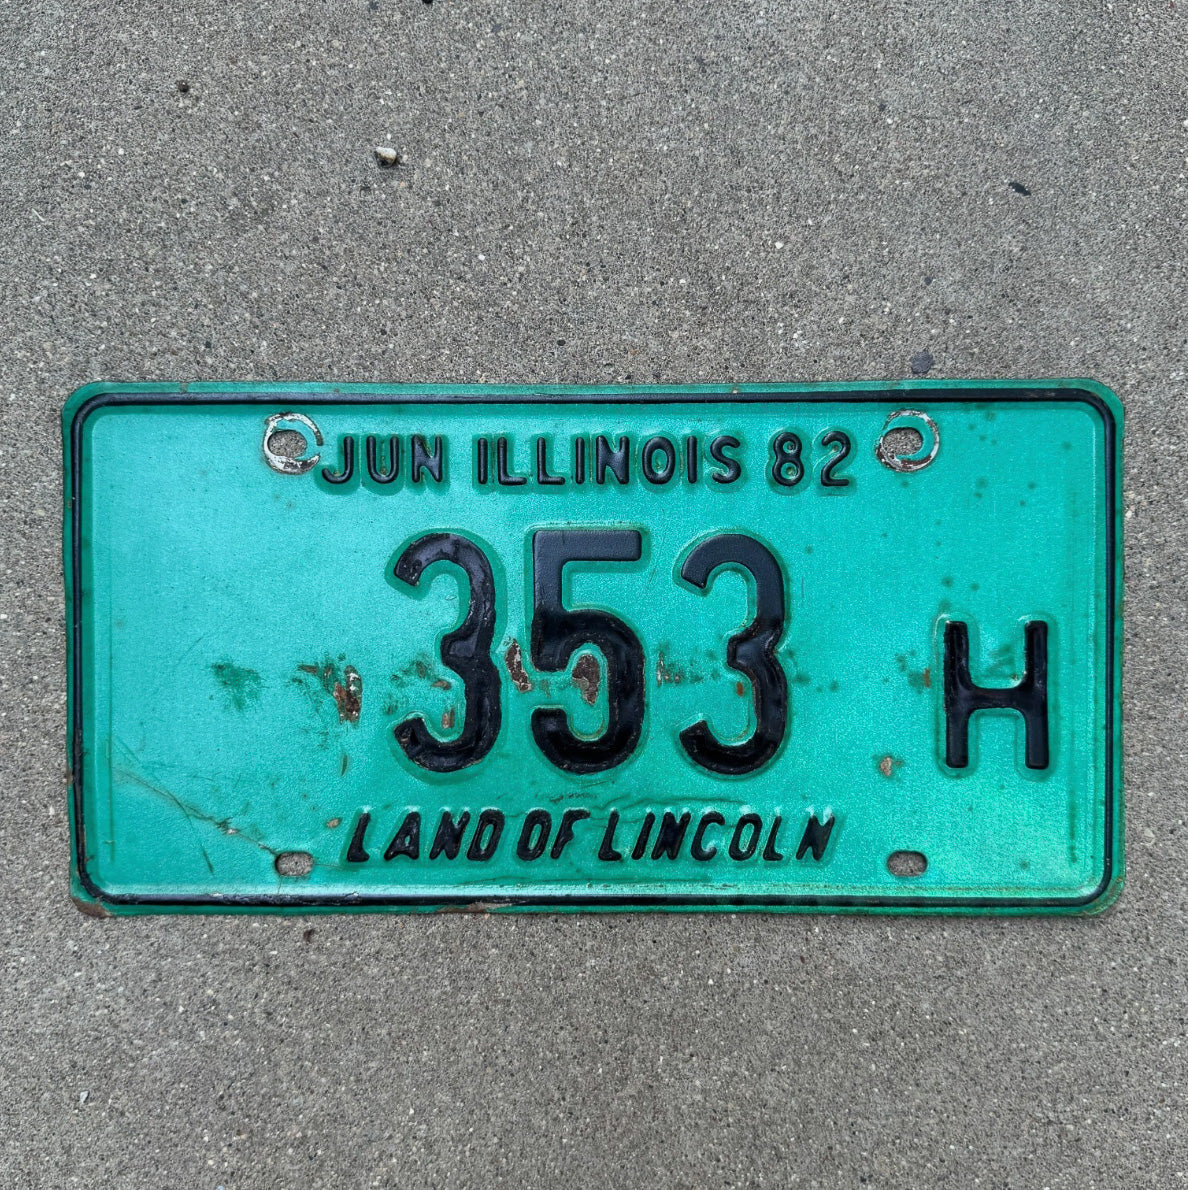 JUN ILLINOIS 82
353 H
LAND OF LINCOLN